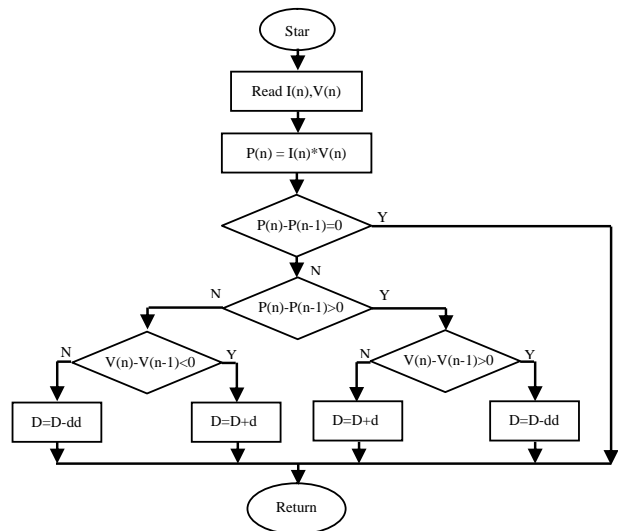 Star
Read I(n),V(n)
P(n) = I(n)*V(n)
P(n)-P(n-1)=0
Y
N
P(n)-P(n-1)>0
N
Y
V(n)-V(n-1)<0
N
Y
V(n)-V(n-1)>0
N
Y
D=D-dd
D=D+d
D=D+d
D=D-dd
Return